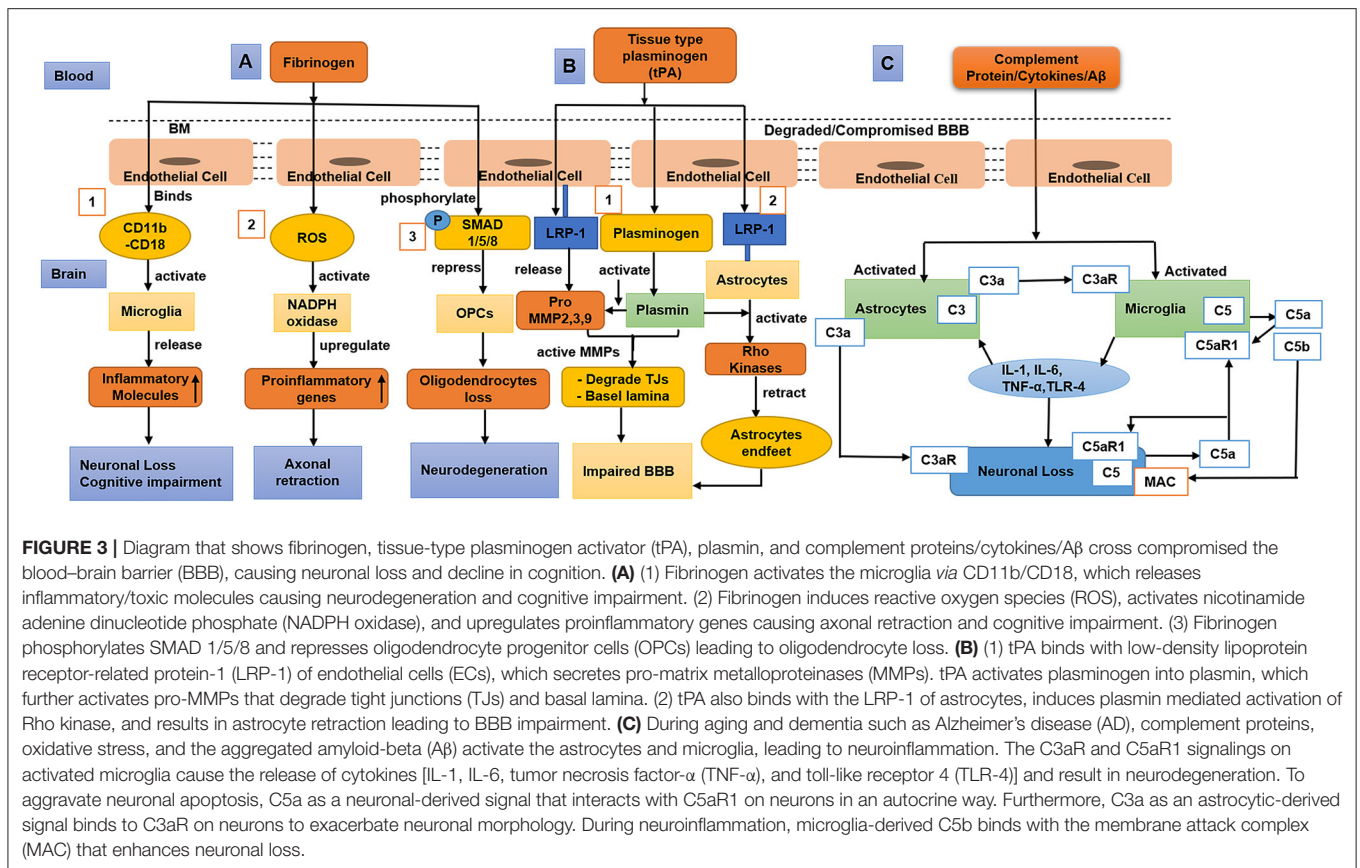 Blood
A
Fibrinogen
B
Tissue type
plasminogen
(tPA)
C
Complement
Protein/Cytokines/Aβ
BM
Degraded/Compromised BBB
Endothelial Cell
Endothelial Cell
Endothelial Cell
Endothelial Cell
Endothelial Cell
Endothelial Cell
Binds
1
CD11b
-CD18
activate
Brain
Microglia
release
Inflammatory
Molecules
Neuronal Loss
Cognitive impairment
2
ROS
activate
NADPH
oxidase
upregulate
Proinflammatory
genes
Axonal
retraction
phosphorylate
P
3
SMAD
1/5/8
repress
OPCs
Oligodendrocytes
loss
Neurodegeneration
LRP-1
release
Pro
MMP2,3,9
1
Plasminogen
activate
Plasmin
active MMPs
- Degrade TJs
- Basel lamina
Impaired BBB
2
LRP-1
Astrocytes
activate
Rho
Kinases
retract
Astrocytes
endfeet
Activated
Astrocytes
C3
C3a
C3aR
Activated
Microglia
C5
C5a
C5aR1
C5b
C3a
IL-1, IL-6,
TNF-α,TLR-4
C3aR
Neuronal Loss
C5aR1
C5
C5a
MAC
FIGURE 3 | Diagram that shows fibrinogen, tissue-type plasminogen activator (tPA), plasmin, and complement proteins/cytokines/Aβ cross compromised the
blood–brain barrier (BBB), causing neuronal loss and decline in cognition. (A) (1) Fibrinogen activates the microglia via CD11b/CD18, which releases
inflammatory/toxic molecules causing neurodegeneration and cognitive impairment. (2) Fibrinogen induces reactive oxygen species (ROS), activates nicotinamide
adenine dinucleotide phosphate (NADPH oxidase), and upregulates proinflammatory genes causing axonal retraction and cognitive impairment. (3) Fibrinogen
phosphorylates SMAD 1/5/8 and represses oligodendrocyte progenitor cells (OPCs) leading to oligodendrocyte loss. (B) (1) tPA binds with low-density lipoprotein
receptor-related protein-1 (LRP-1) of endothelial cells (ECs), which secretes pro-matrix metalloproteinases (MMPs). tPA activates plasminogen into plasmin, which
further activates pro-MMPs that degrade tight junctions (TJs) and basal lamina. (2) tPA also binds with the LRP-1 of astrocytes, induces plasmin mediated activation of
Rho kinase, and results in astrocyte retraction leading to BBB impairment. (C) During aging and dementia such as Alzheimer's disease (AD), complement proteins,
oxidative stress, and the aggregated amyloid-beta (Aβ) activate the astrocytes and microglia, leading to neuroinflammation. The C3aR and C5aR1 signalings on
activated microglia cause the release of cytokines [IL-1, IL-6, tumor necrosis factor-α (TNF-α), and toll-like receptor 4 (TLR-4)] and result in neurodegeneration. To
aggravate neuronal apoptosis, C5a as a neuronal-derived signal that interacts with C5aR1 on neurons in an autocrine way. Furthermore, C3a as an astrocytic-derived
signal binds to C3aR on neurons to exacerbate neuronal morphology. During neuroinflammation, microglia-derived C5b binds with the membrane attack complex
(MAC) that enhances neuronal loss.